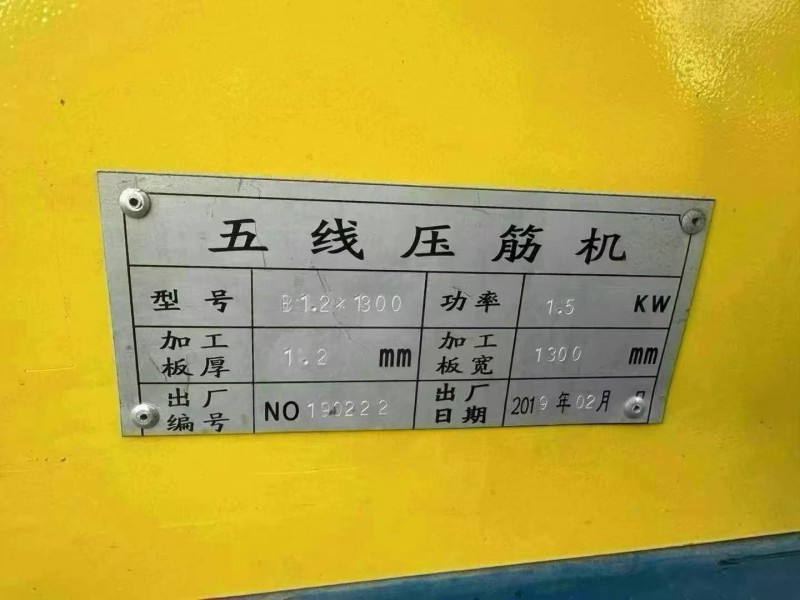 五线压筋机
型号 B1.2×1300 功率 1.5 KW
加工板厚 1.2 mm 加工板宽 1300 mm
出厂编号 NO 190222 出厂日期 2019年02月